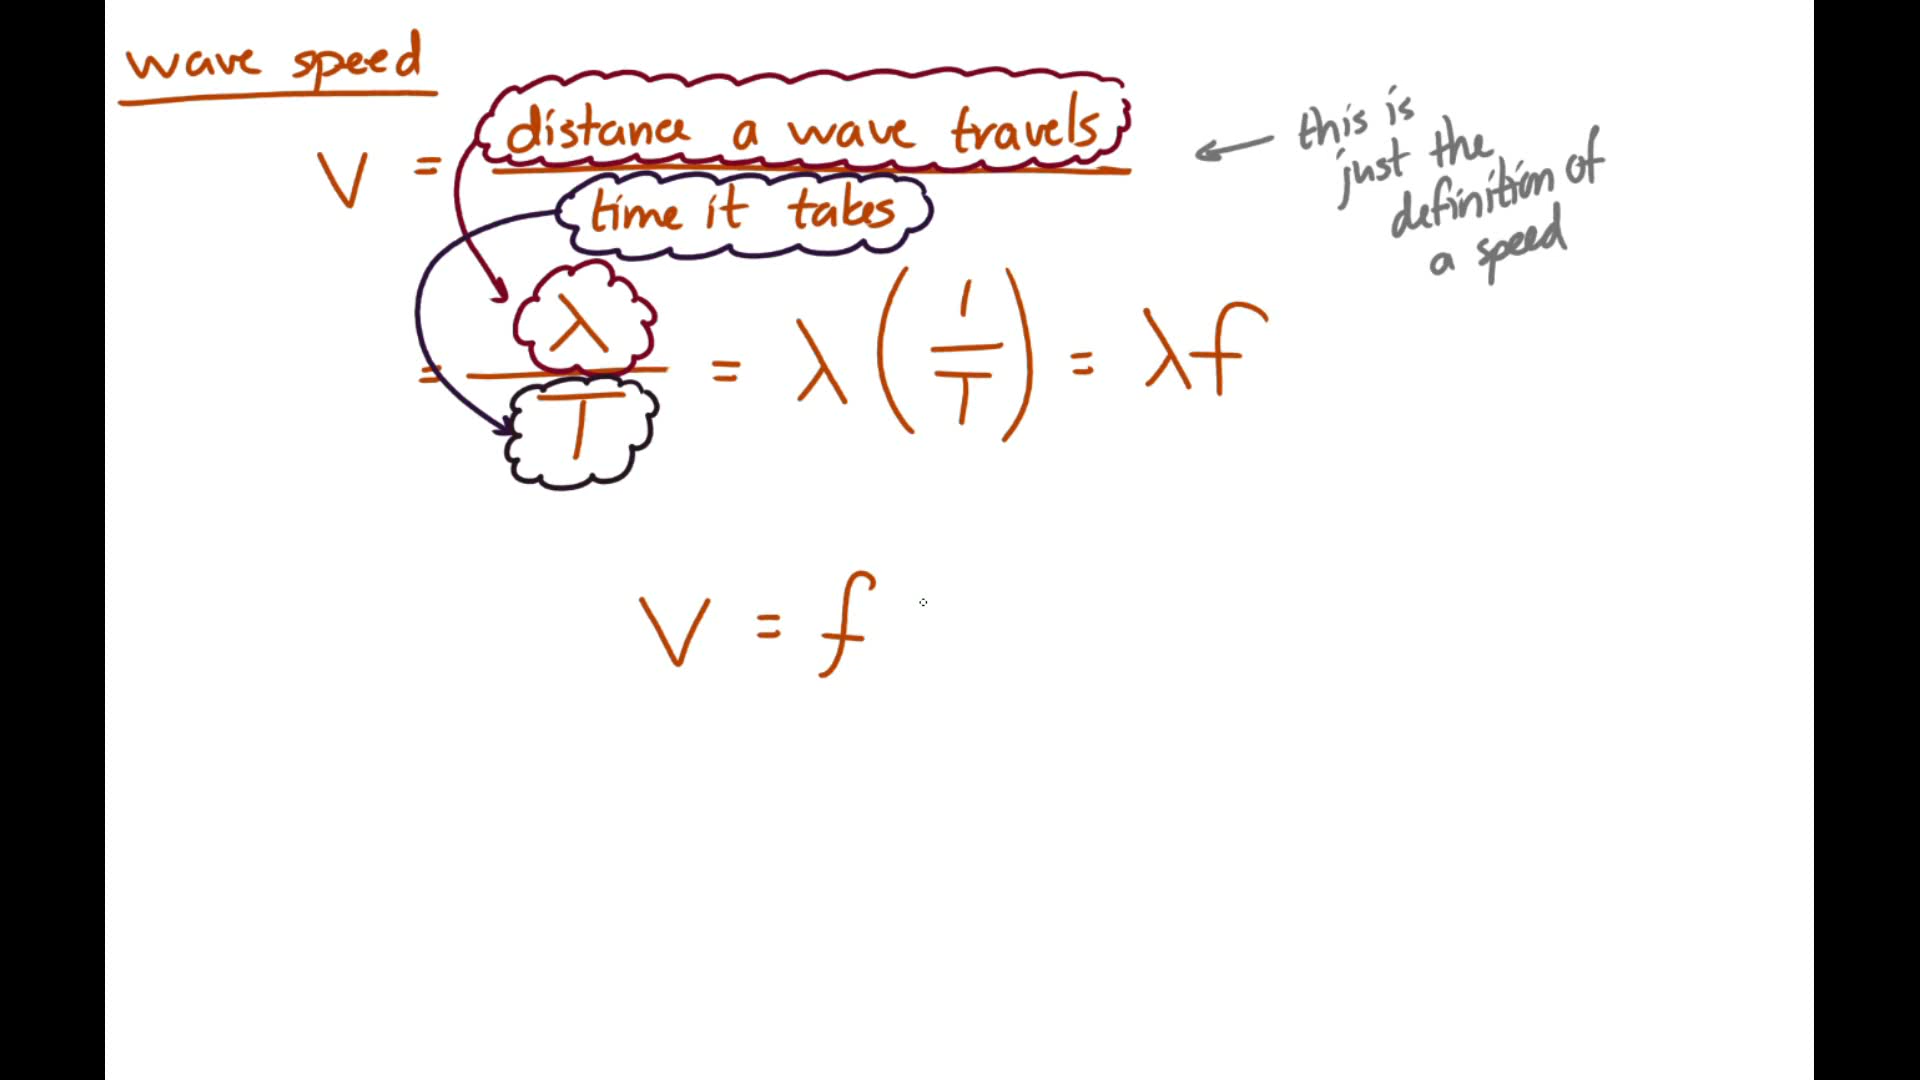 wave speed
V = distance a wave travels
time it takes
← this is
just the
definition of
a speed
= λ / T = λ (1 / T) = λf
V = f